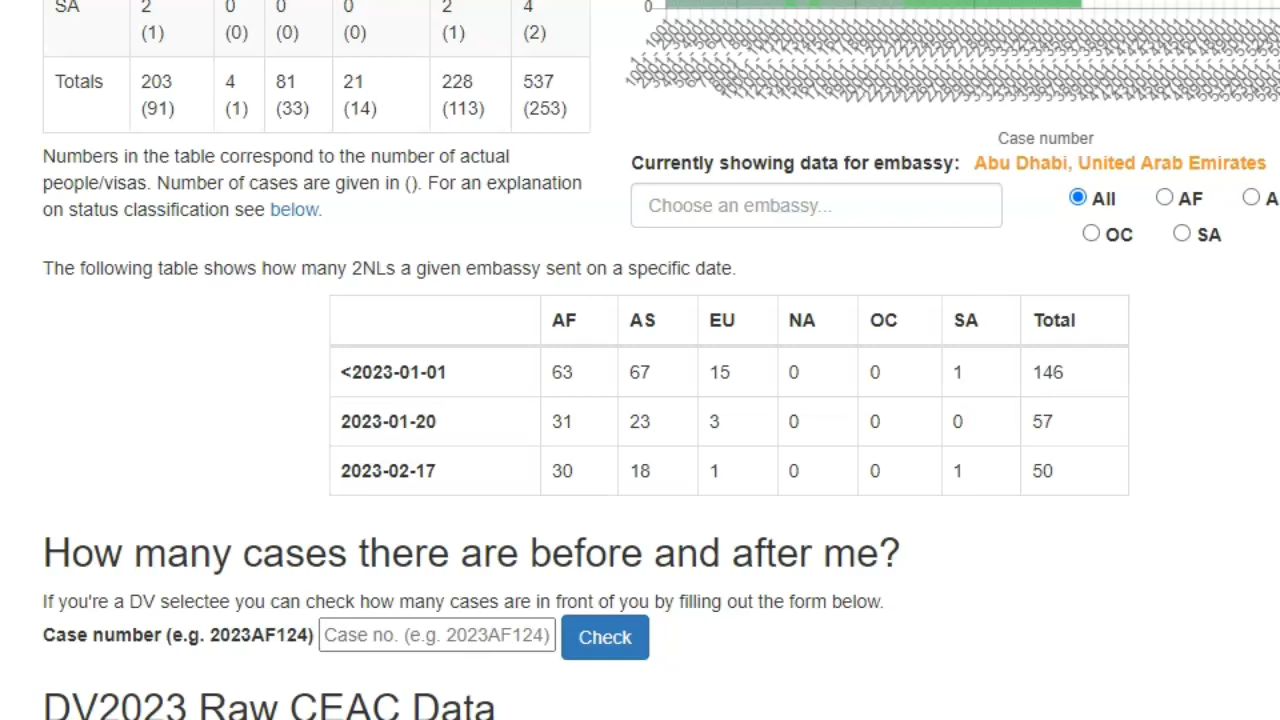 SA 2 0 0 0 2 4
(1) (0) (0) (0) (1) (2)
Totals 203 4 81 21 228 537
(91) (1) (33) (14) (113) (253)
Numbers in the table correspond to the number of actual
people/visas. Number of cases are given in (). For an explanation
on status classification see below.
0
Case number
Currently showing data for embassy: Abu Dhabi, United Arab Emirates
Choose an embassy...
All AF A
OC SA
The following table shows how many 2NLs a given embassy sent on a specific date.
AF AS EU NA OC SA Total
<2023-01-01 63 67 15 0 0 1 146
2023-01-20 31 23 3 0 0 0 57
2023-02-17 30 18 1 0 0 1 50
How many cases there are before and after me?
If you're a DV selectee you can check how many cases are in front of you by filling out the form below.
Case number (e.g. 2023AF124) Case no. (e.g. 2023AF124) Check
DV2023 Raw CEAC Data